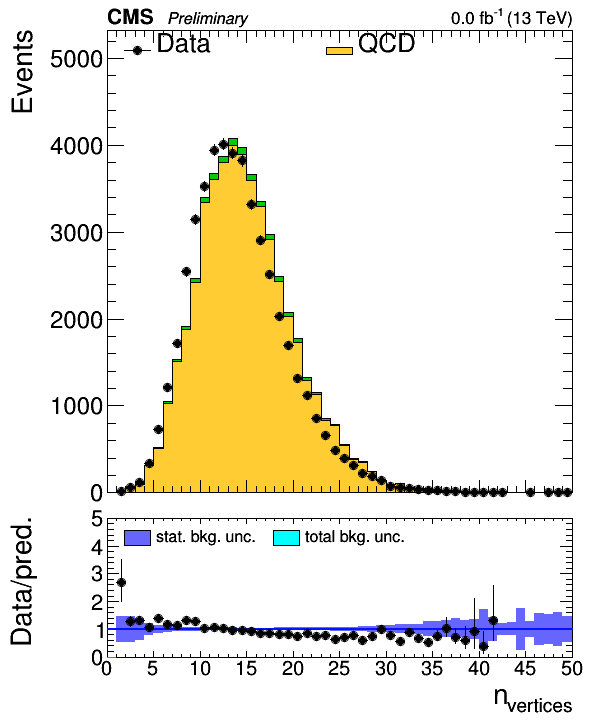 CMS Preliminary 0.0 fb⁻¹ (13 TeV)
Events
Data QCD
5000
4000
3000
2000
1000
0
Data/pred.
stat. bkg. unc. total bkg. unc.
5
4
3
2
1
0
0 5 10 15 20 25 30 35 40 45 50
n_vertices